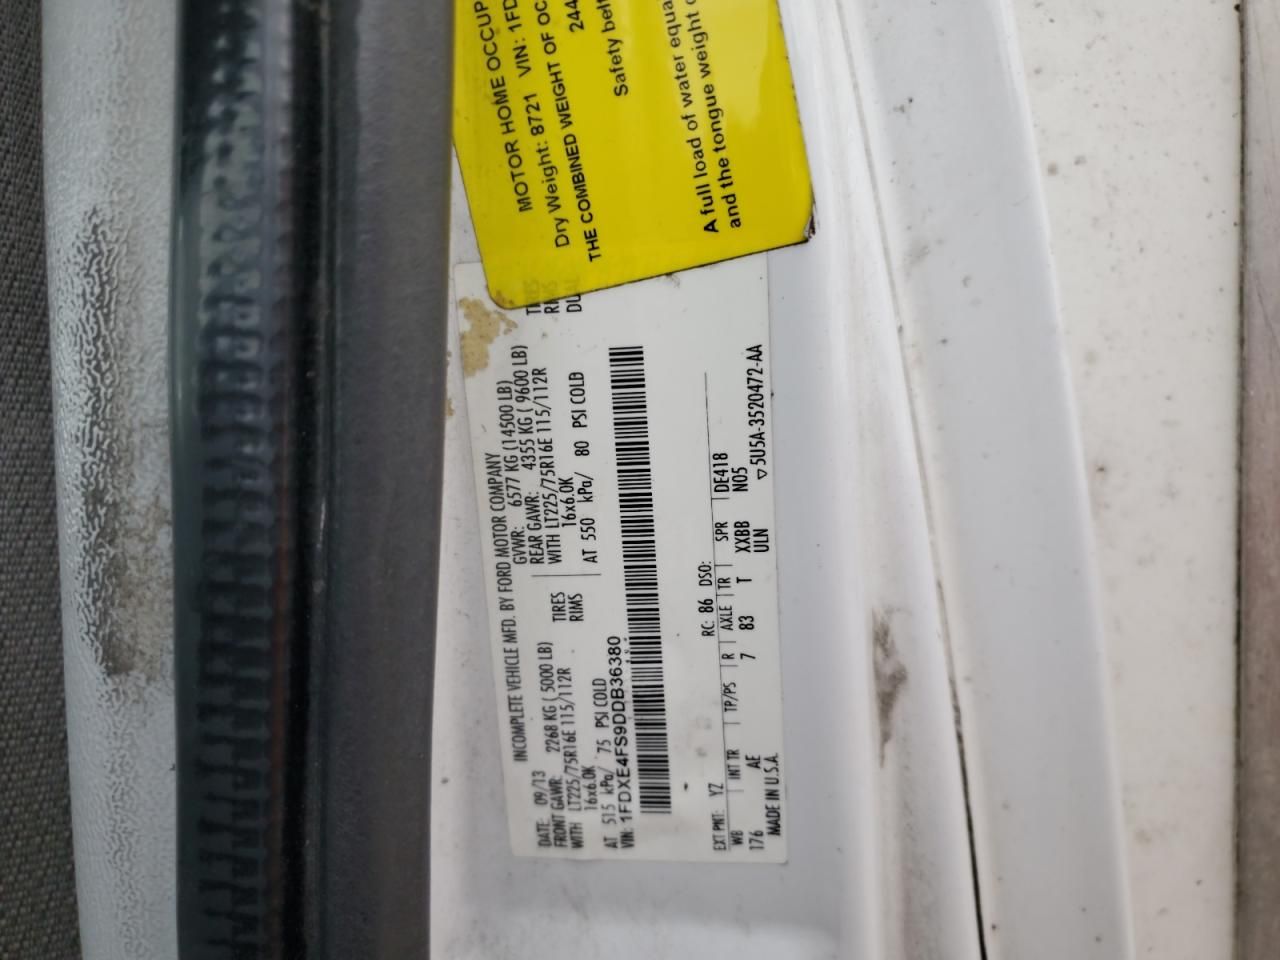 MOTOR HOME OCCUP
Dry Weight: 8721 VIN: 1FD
THE COMBINED WEIGHT OF OC
244
Safety belt
A full load of water equa
and the tongue weight o
INCOMPLETE VEHICLE MFD. BY FORD MOTOR COMPANY
DATE: 09/13 GVWR: 6577 KG (14500 LB)
FRONT GAWR: 2268 KG ( 5000 LB) REAR GAWR: 4355 KG ( 9600 LB)
WITH LT225/75R16E 115/112R TIRES WITH LT225/75R16E 115/112R TIRES
16x6.0K RIMS 16x6.0K RIMS
AT 515 kPa/ 75 PSI COLD AT 550 kPa/ 80 PSI COLD DUAL
VIN: 1FDXE4FS9DDB36380
RC: 86 DSO:
EXT PNT: YZ
WB INT TR TP/PS R AXLE TR SPR DE418
176 AE 7 83 T XXBB N05
MADE IN U.S.A. ULN ▽5U5A-3520472-AA